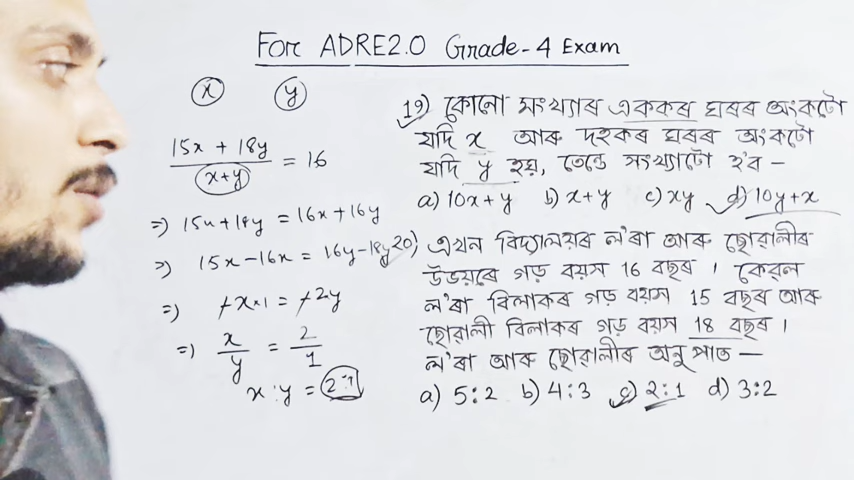 For ADRE2.0 Grade-4 Exam
x y
15x + 18y / (x+y) = 16
=) 15x+18y = 16x+16y
=) 15x-16x = 16y-18y
=) -x×1 = -2y
=) x/y = 2/1
x:y = 2:1
19) কোনো সংখ্যাৰ এককৰ ঘৰৰ অংকটো
যদি x আৰু দহকৰ ঘৰৰ অংকটো
যদি y হয়, তেন্তে সংখ্যাটো হ'ব -
a) 10x+y b) x+y c) xy d) 10y+x
20) এখন বিদ্যালয়ৰ ল'ৰা আৰু ছোৱালীৰ
উভয়ৰে গড় বয়স 16 বছৰ । কেৱল
ল'ৰা বিলাকৰ গড় বয়স 15 বছৰ আৰু
ছোৱালী বিলাকৰ গড় বয়স 18 বছৰ ।
ল'ৰা আৰু ছোৱালীৰ অনুপাত —
a) 5:2 b) 4:3 c) 2:1 d) 3:2